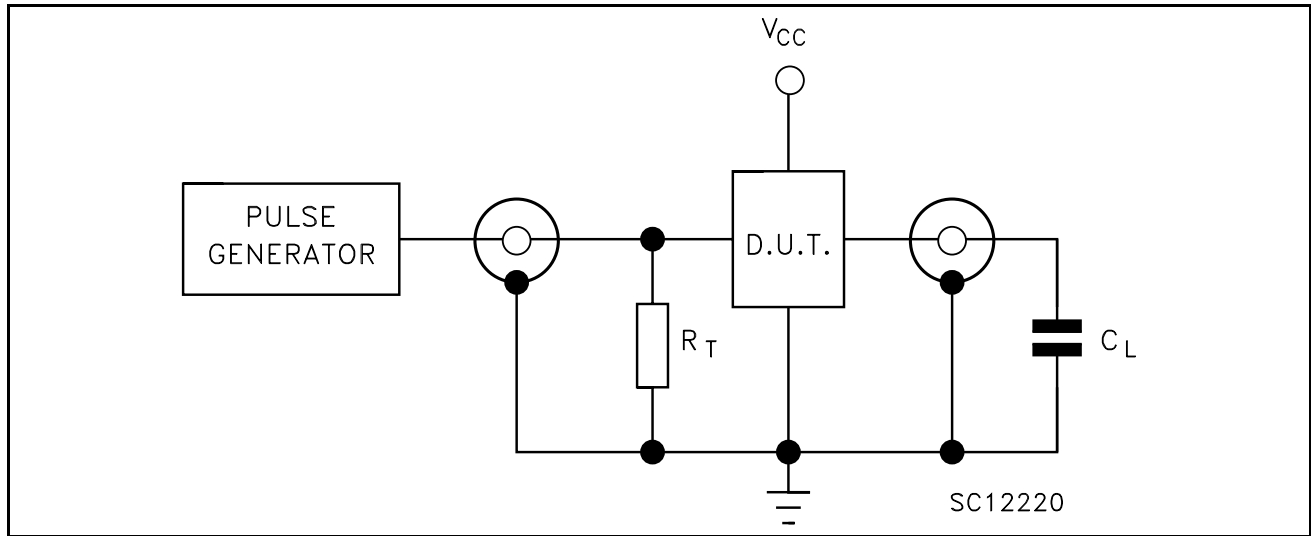 VCC
PULSE
GENERATOR
D.U.T.
RT
CL
SC12220